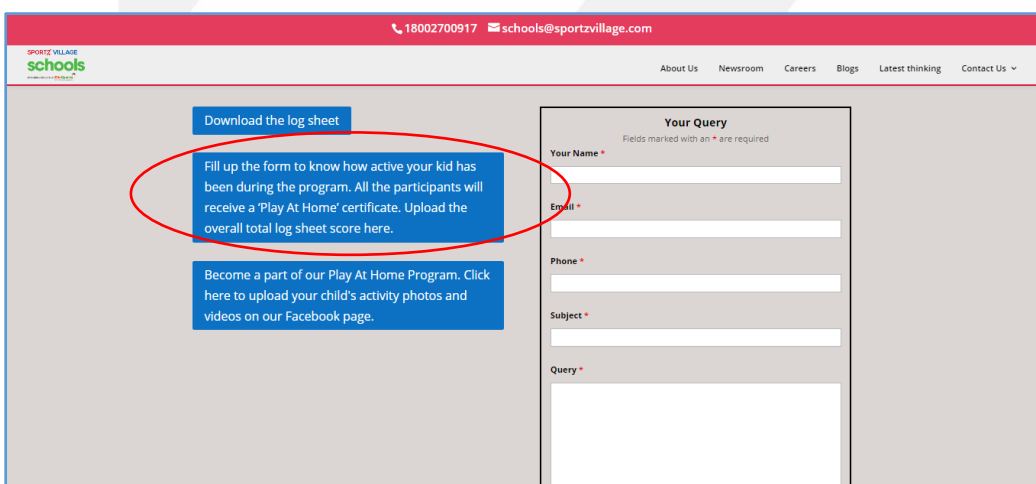 18002700917 schools@sportzvillage.com
SPORTZ VILLAGE
schools
About Us Newsroom Careers Blogs Latest thinking Contact Us
Download the log sheet
Fill up the form to know how active your kid has
been during the program. All the participants will
receive a ‘Play At Home’ certificate. Upload the
overall total log sheet score here.
Become a part of our Play At Home Program. Click
here to upload your child's activity photos and
videos on our Facebook page.
Your Query
Fields marked with an * are required
Your Name *
Email *
Phone *
Subject *
Query *